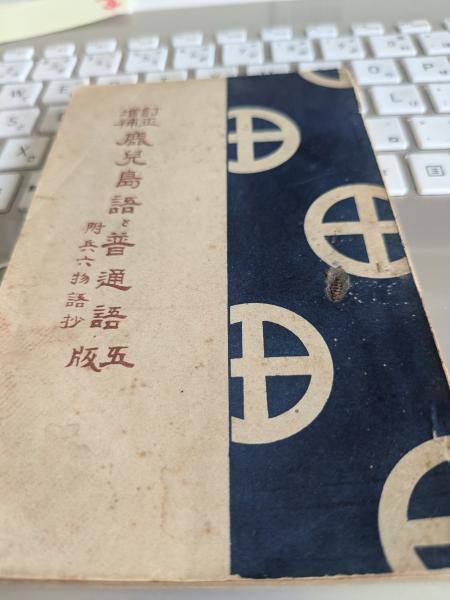 訂正
増補
鹿兒島語と普通語 五版
附兵六物語抄